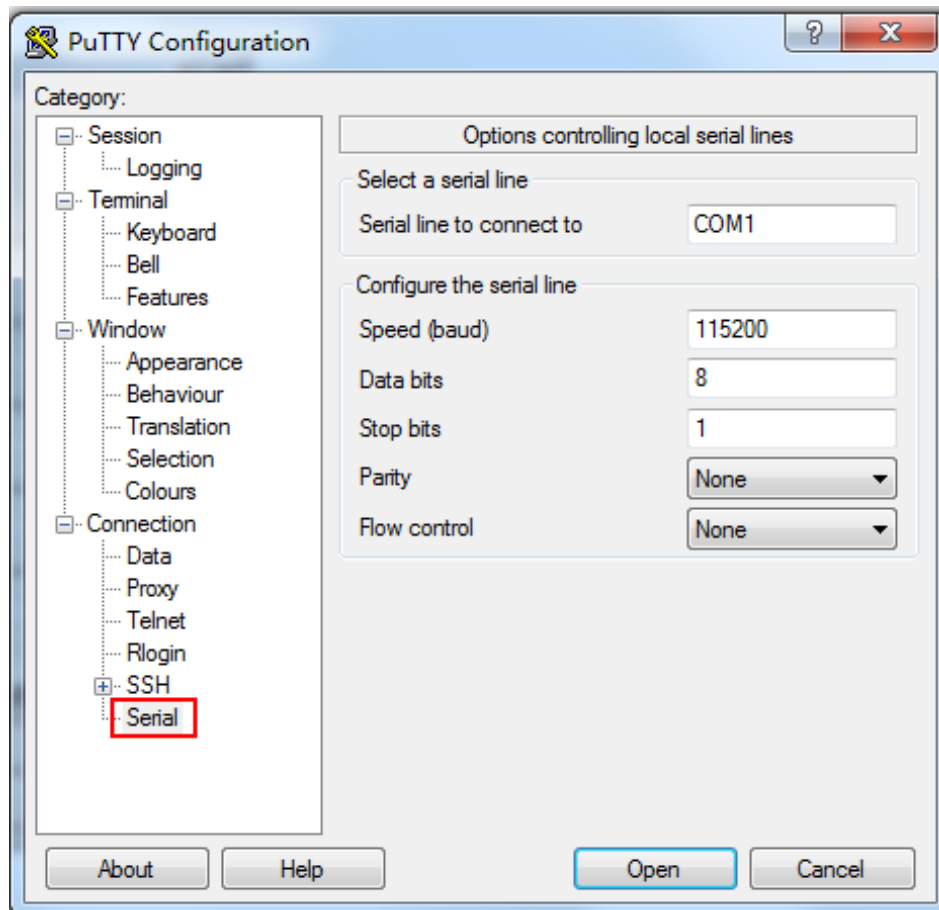 PuTTY Configuration
Category:
Session
Logging
Terminal
Keyboard
Bell
Features
Window
Appearance
Behaviour
Translation
Selection
Colours
Connection
Data
Proxy
Telnet
Rlogin
SSH
Serial
Options controlling local serial lines
Select a serial line
Serial line to connect to COM1
Configure the serial line
Speed (baud) 115200
Data bits 8
Stop bits 1
Parity None
Flow control None
About Help Open Cancel